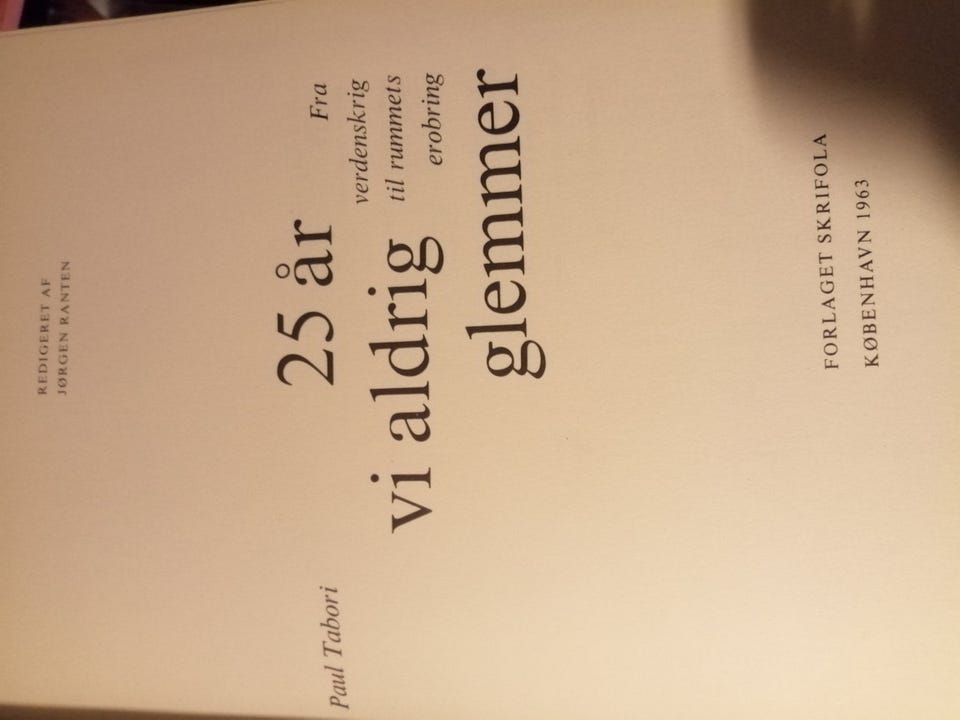 REDIGERET AF
JØRGEN RANTEN
Paul Tabori
25 år
vi aldrig
glemmer
Fra
verdenskrig
til rummets
erobring
FORLAGET SKRIFOLA
KØBENHAVN 1963